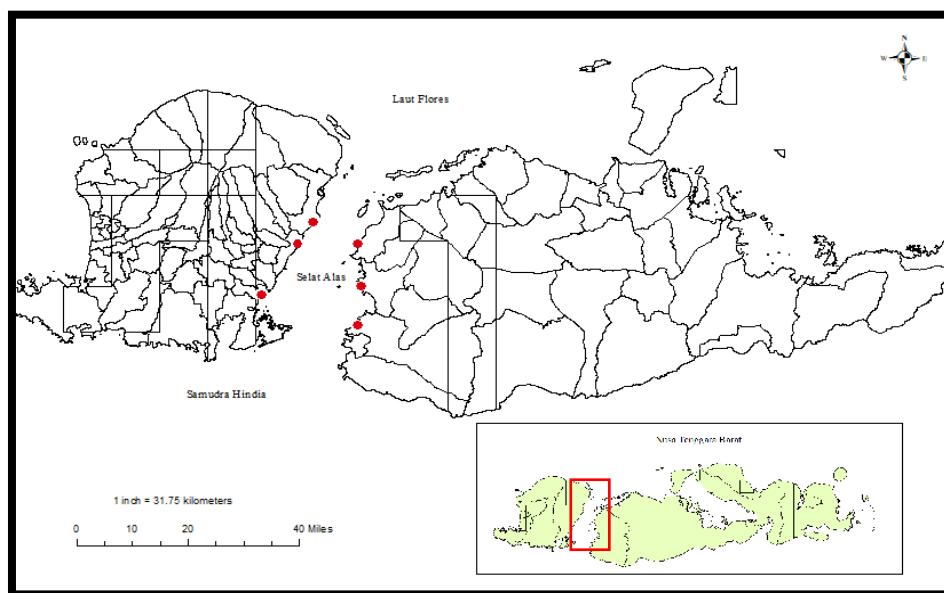 N
W E
S
Laut Flores
Selat Alas
Samudra Hindia
Nusa Tenggara Barat
1 inch = 31.75 kilometers
0 10 20 40 Miles